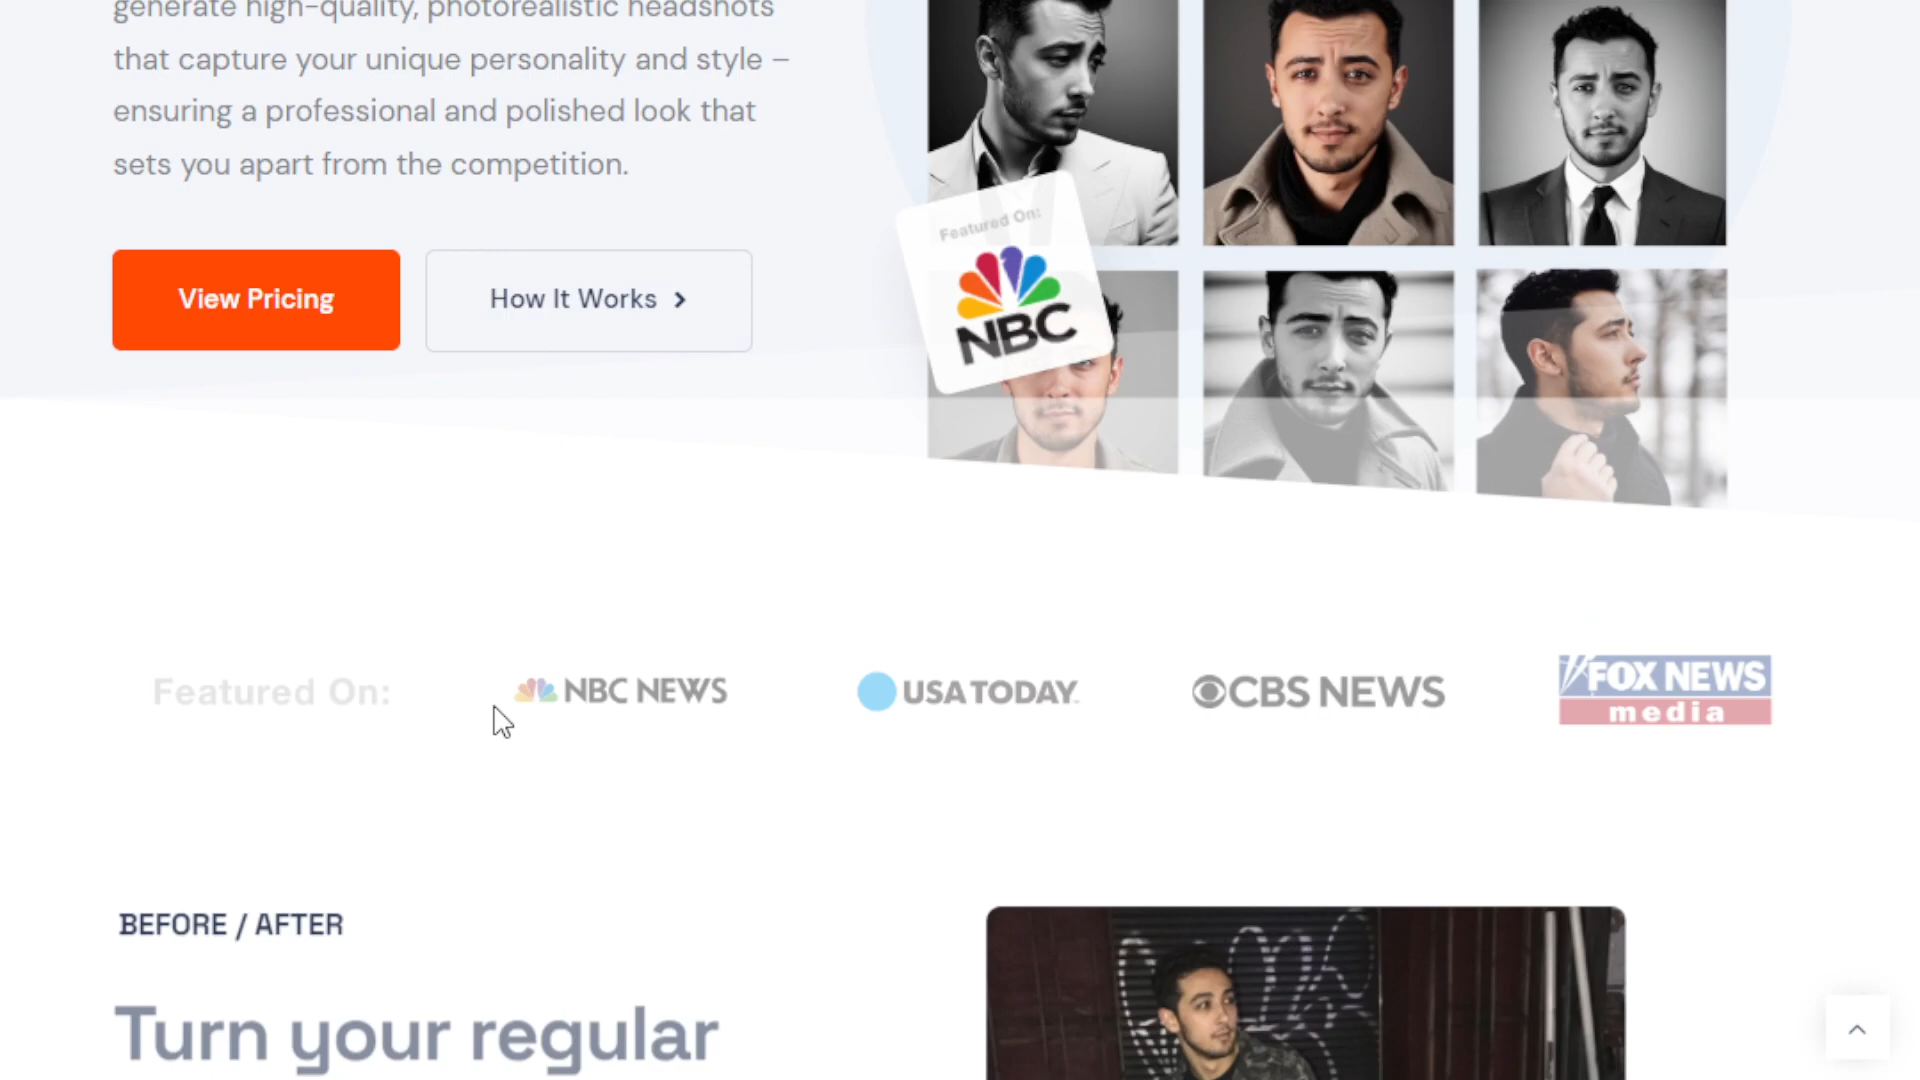 generate high-quality, photorealistic headshots
that capture your unique personality and style –
ensuring a professional and polished look that
sets you apart from the competition.
View Pricing
How It Works
Featured On:
NBC
Featured On:
NBC NEWS
USA TODAY
CBS NEWS
FOX NEWS
media
BEFORE / AFTER
Turn your regular